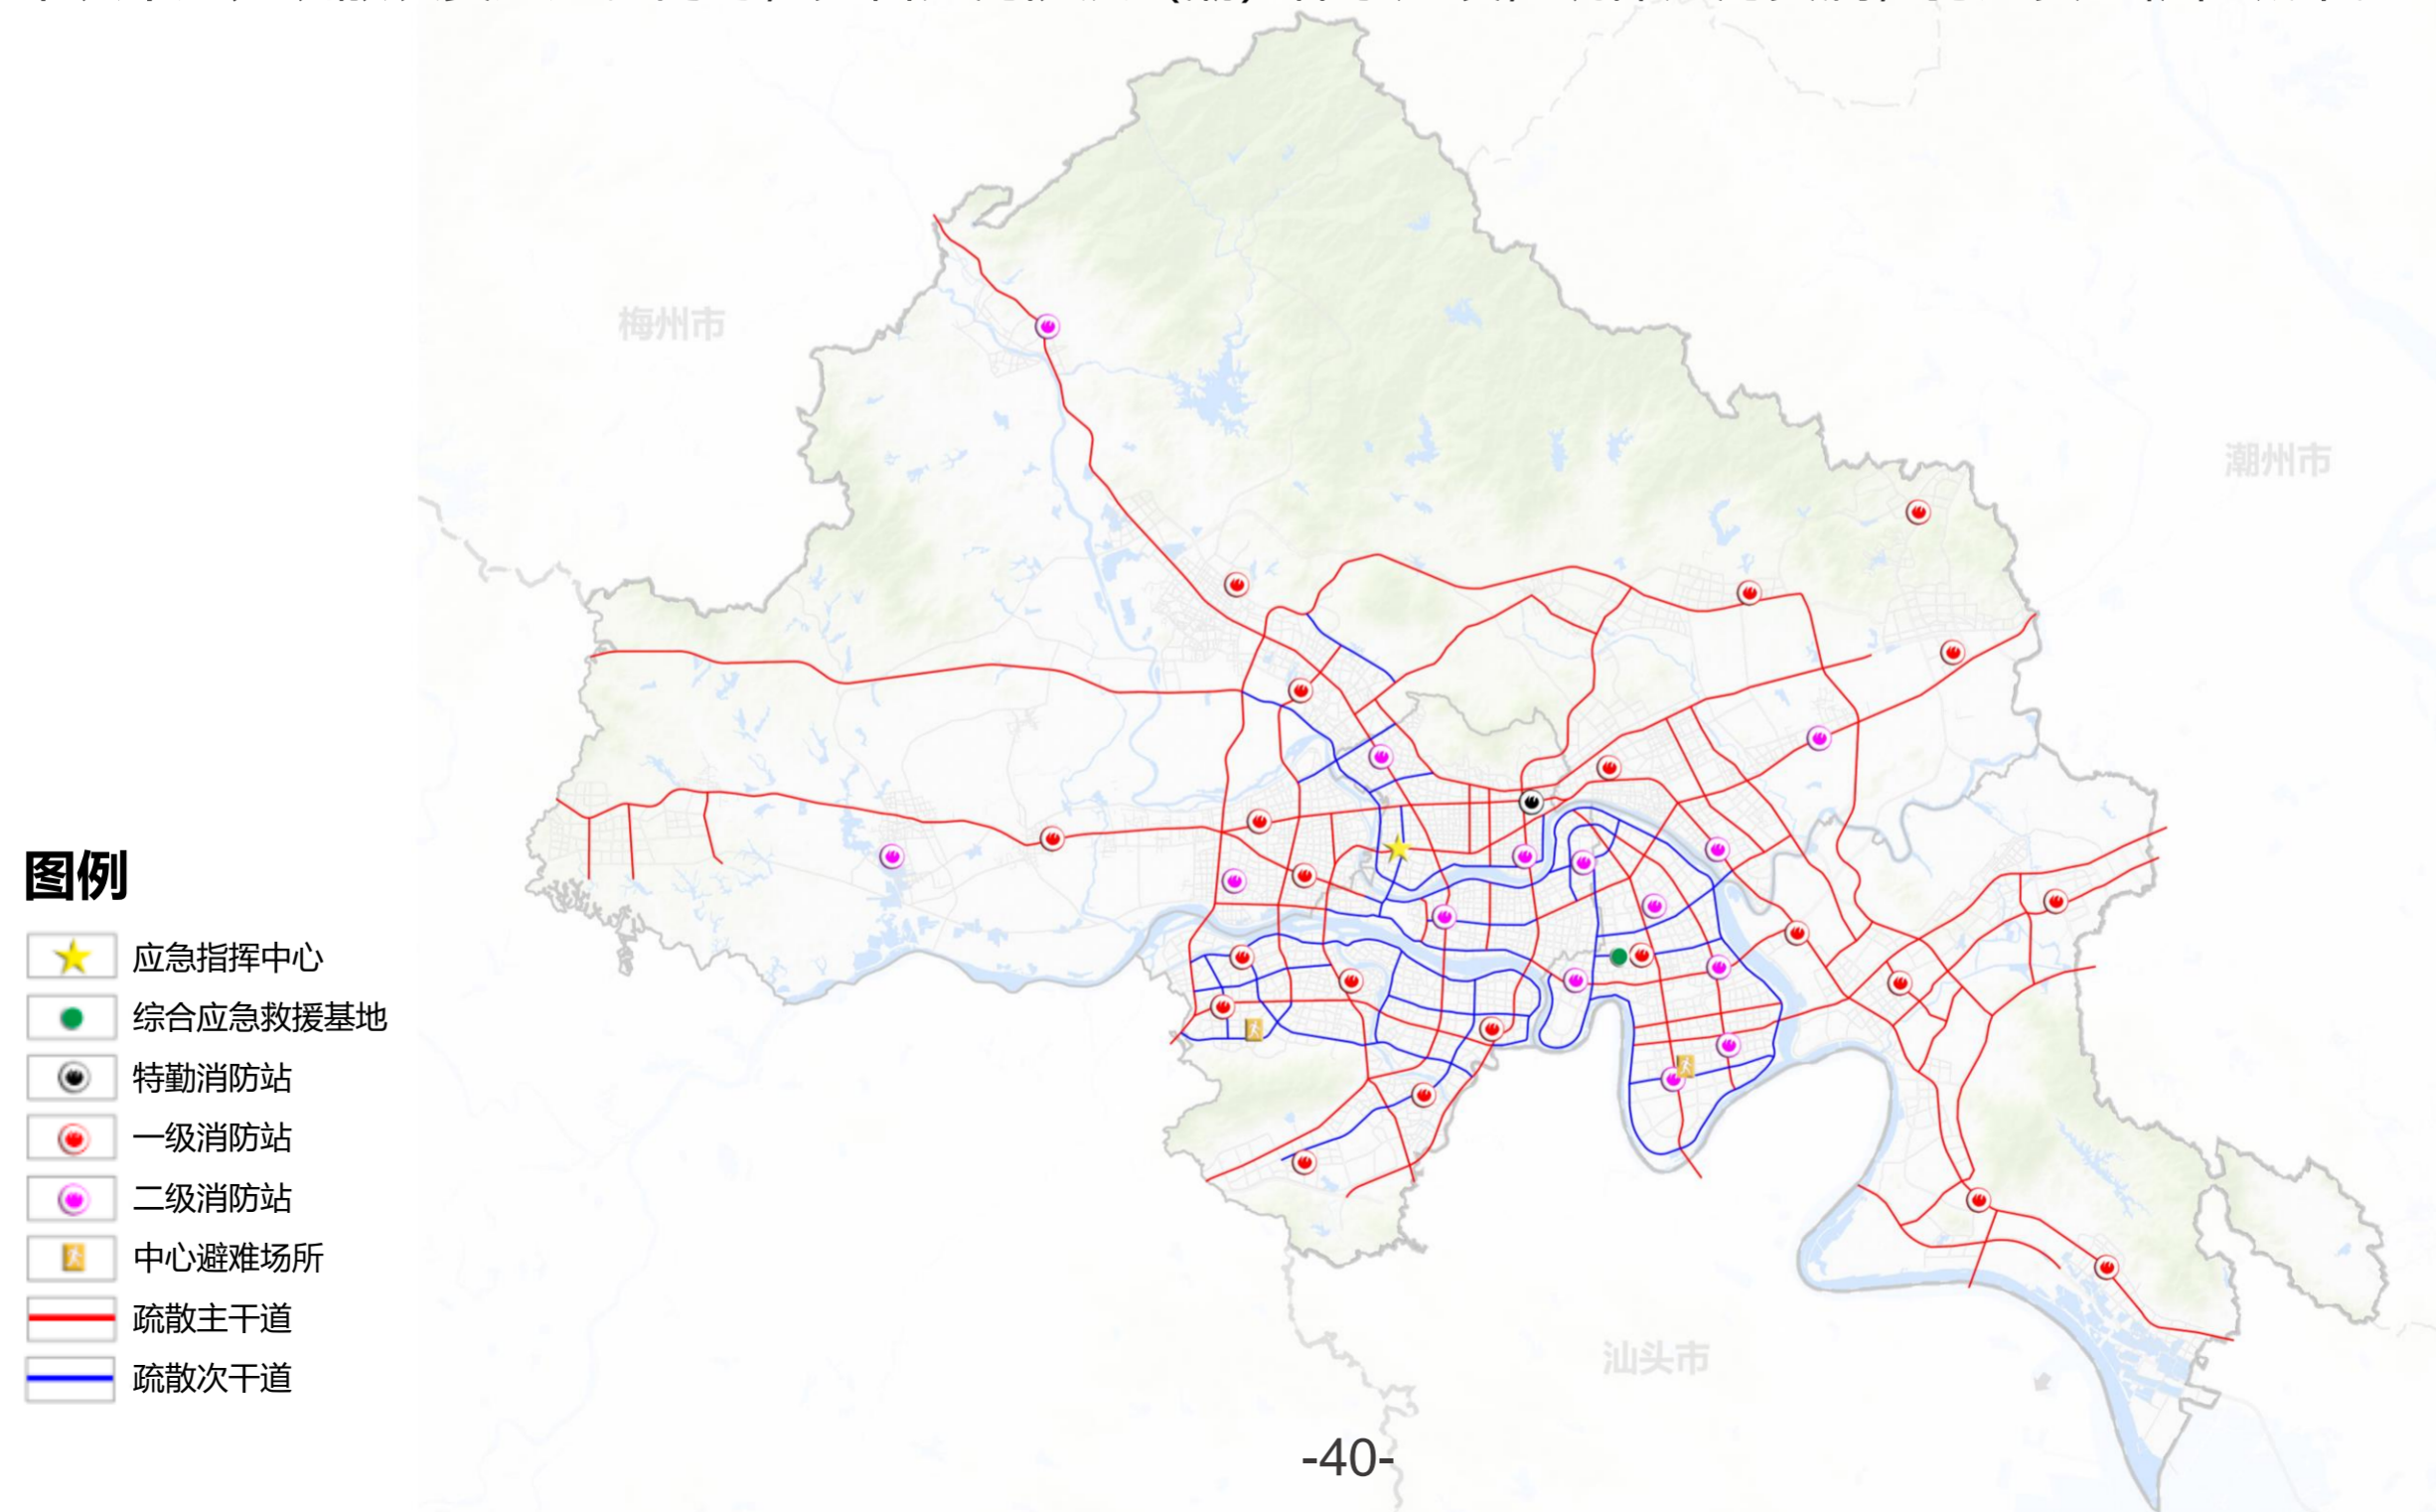 梅州市
潮州市
图例
应急指挥中心
综合应急救援基地
特勤消防站
一级消防站
二级消防站
中心避难场所
疏散主干道
疏散次干道
汕头市
-40-